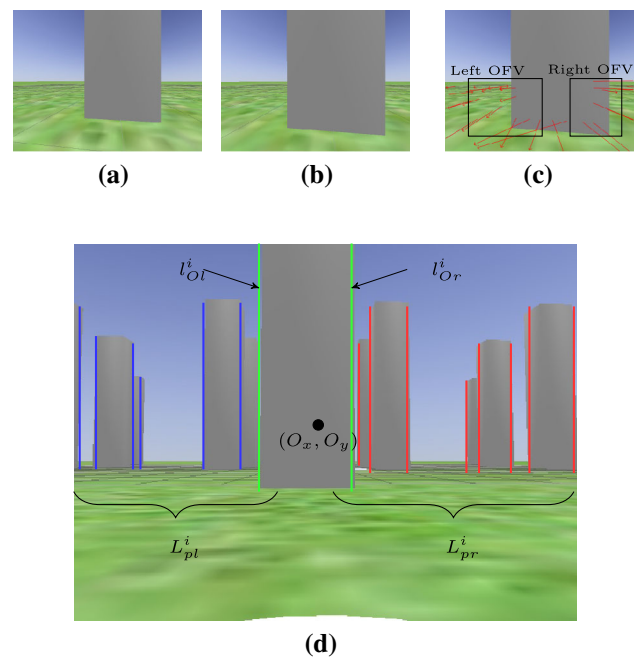 Left OFV Right OFV
(a) (b) (c)
l^i_{Ol} l^i_{Or}
(O_x, O_y)
L^i_{pl} L^i_{pr}
(d)